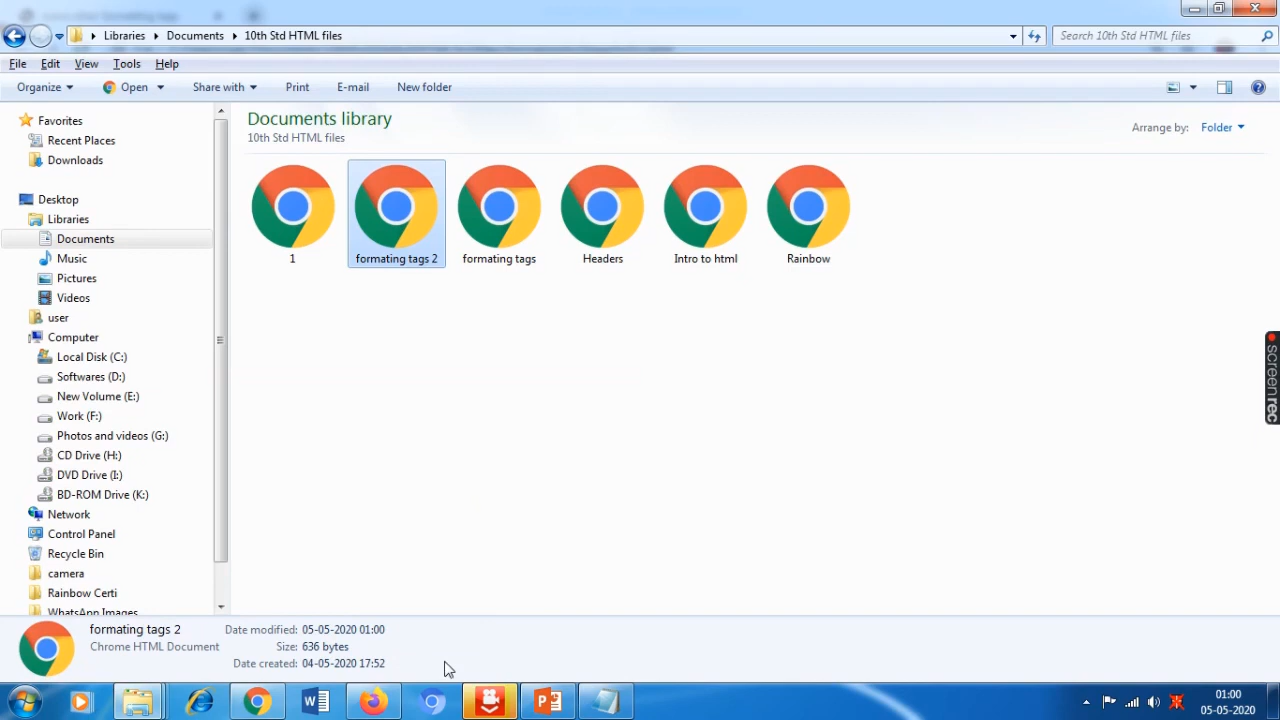 Libraries Documents 10th Std HTML files Search 10th Std HTML files
File Edit View Tools Help
Organize Open Share with Print E-mail New folder
Favorites
Recent Places
Downloads
Desktop
Libraries
Documents
Music
Pictures
Videos
user
Computer
Local Disk (C:)
Softwares (D:)
New Volume (E:)
Work (F:)
Photos and videos (G:)
CD Drive (H:)
DVD Drive (I:)
BD-ROM Drive (K:)
Network
Control Panel
Recycle Bin
camera
Rainbow Certi
WhatsApp Images
Documents library
10th Std HTML files
Arrange by: Folder
1 formating tags 2 formating tags Headers Intro to html Rainbow
screenrec
formating tags 2 Date modified: 05-05-2020 01:00
Chrome HTML Document Size: 636 bytes
Date created: 04-05-2020 17:52
01:00
05-05-2020